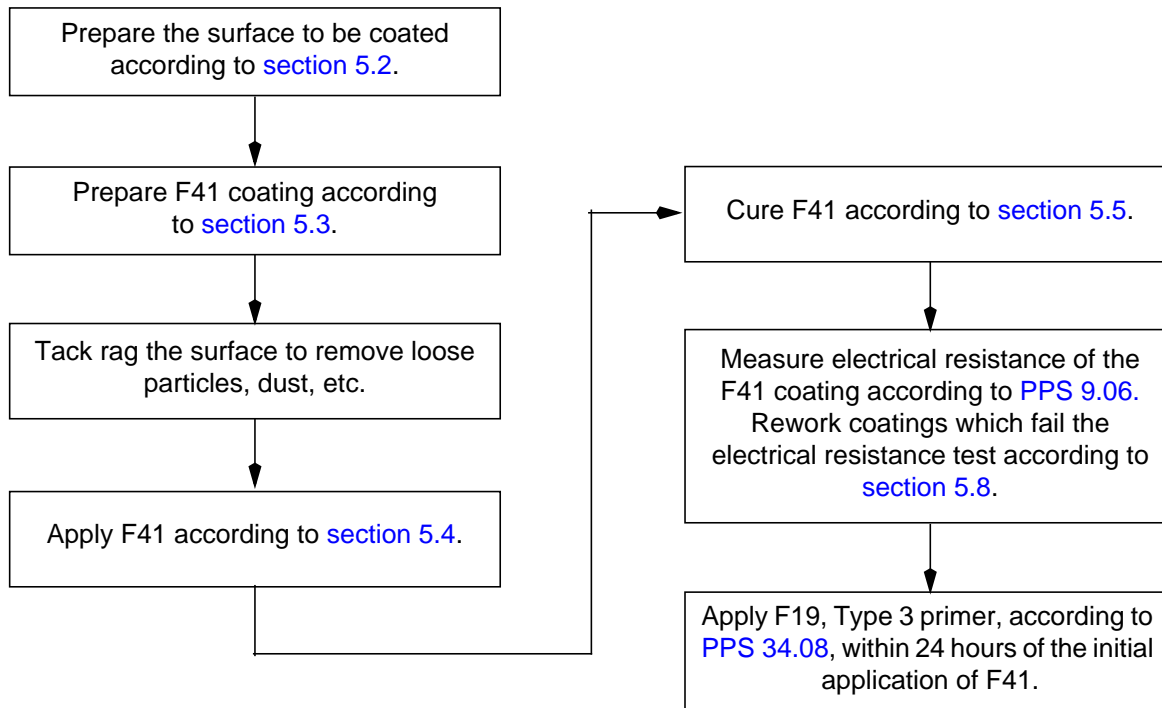 Prepare the surface to be coated
according to section 5.2.
Prepare F41 coating according
to section 5.3.
Tack rag the surface to remove loose
particles, dust, etc.
Apply F41 according to section 5.4.
Cure F41 according to section 5.5.
Measure electrical resistance of the
F41 coating according to PPS 9.06.
Rework coatings which fail the
electrical resistance test according to
section 5.8.
Apply F19, Type 3 primer, according to
PPS 34.08, within 24 hours of the initial
application of F41.